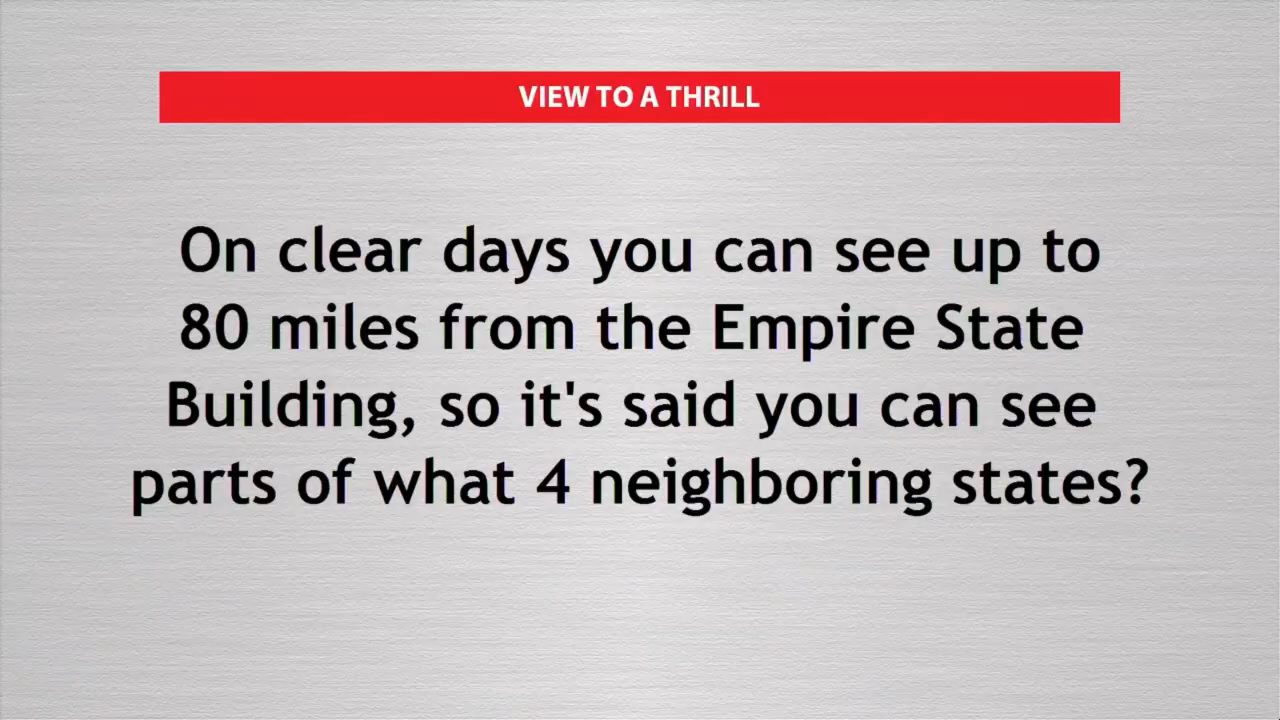 VIEW TO A THRILL
On clear days you can see up to
80 miles from the Empire State
Building, so it's said you can see
parts of what 4 neighboring states?